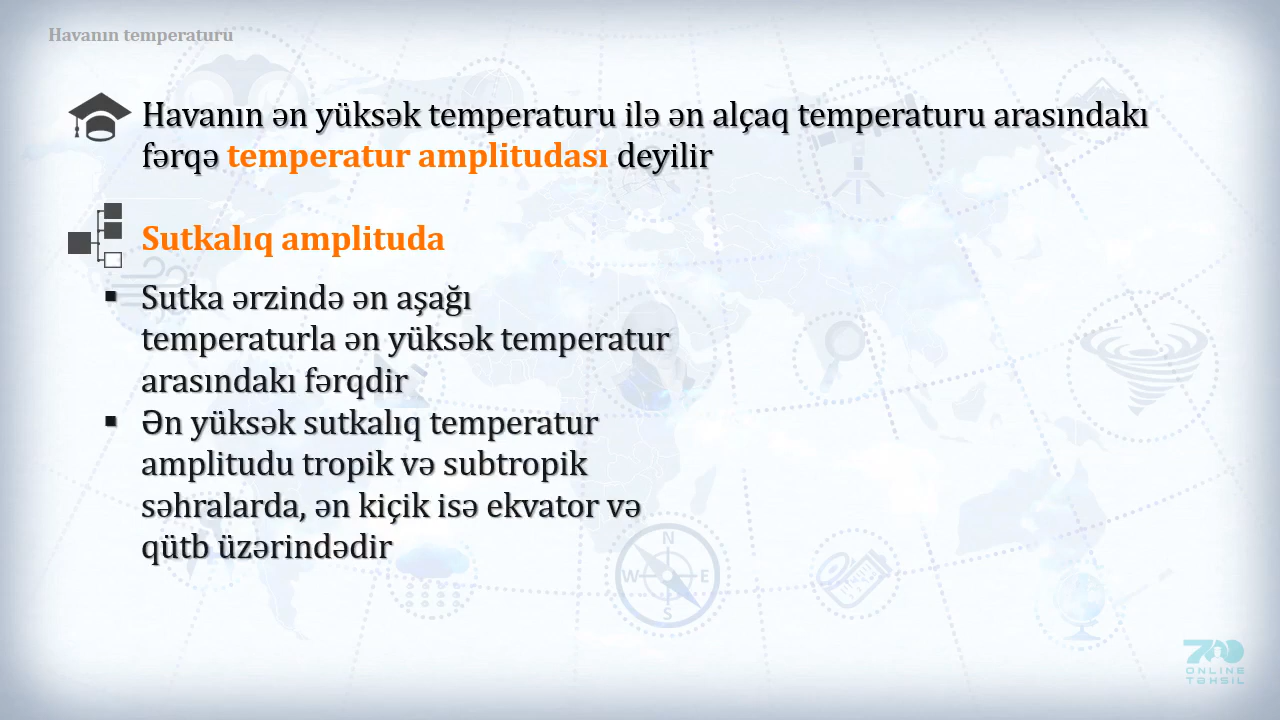 Havanın temperaturu
Havanın ən yüksək temperaturu ilə ən alçaq temperaturu arasındakı
fərqə temperatur amplitudası deyilir
Sutkalıq amplituda
▪ Sutka ərzində ən aşağı
temperaturla ən yüksək temperatur
arasındakı fərqdir
▪ Ən yüksək sutkalıq temperatur
amplitudu tropik və subtropik
səhralarda, ən kiçik isə ekvator və
qütb üzərindədir
N
W E
S
700
ONLINE
TƏHSIL